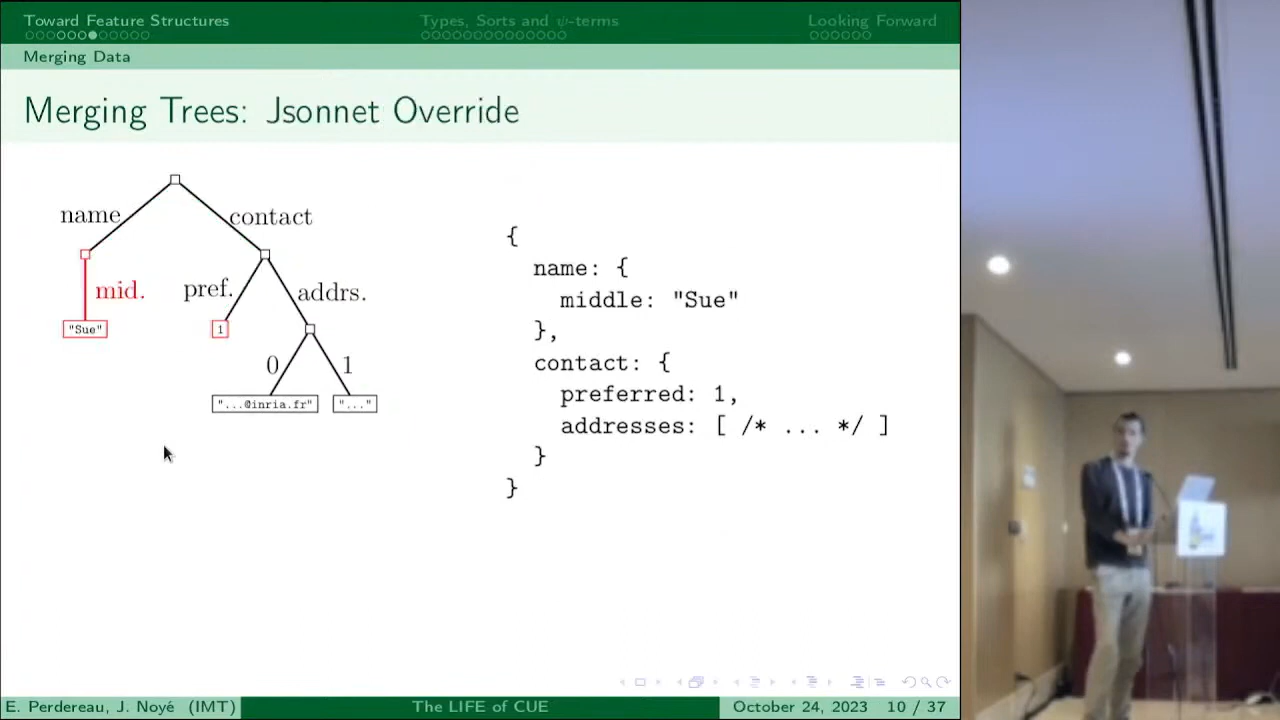 Toward Feature Structures
Types, Sorts and ψ-terms
Looking Forward
Merging Data
Merging Trees: Jsonnet Override
name
contact
mid.
pref.
addrs.
"Sue"
1
0
1
"...@inria.fr"
"..."
{
name: {
middle: "Sue"
},
contact: {
preferred: 1,
addresses: [ /* ... */ ]
}
}
E. Perdereau, J. Noyé (IMT)
The LIFE of CUE
October 24, 2023
10 / 37